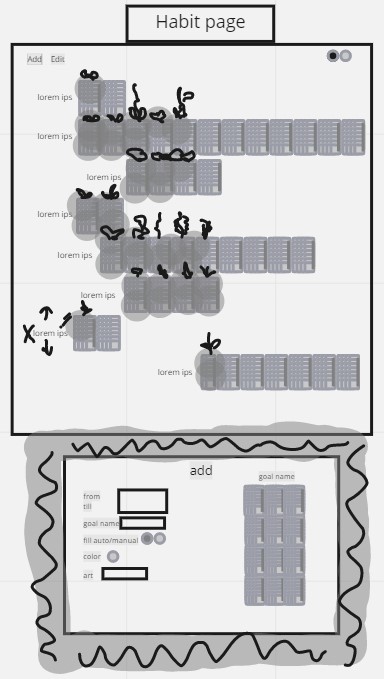 Habit page
Add Edit
lorem ips
lorem ips
lorem ips
lorem ips
lorem ips
lorem ips
lorem ips
lorem ips
add
goal name
from
till
goal name
fill auto/manual
color
art